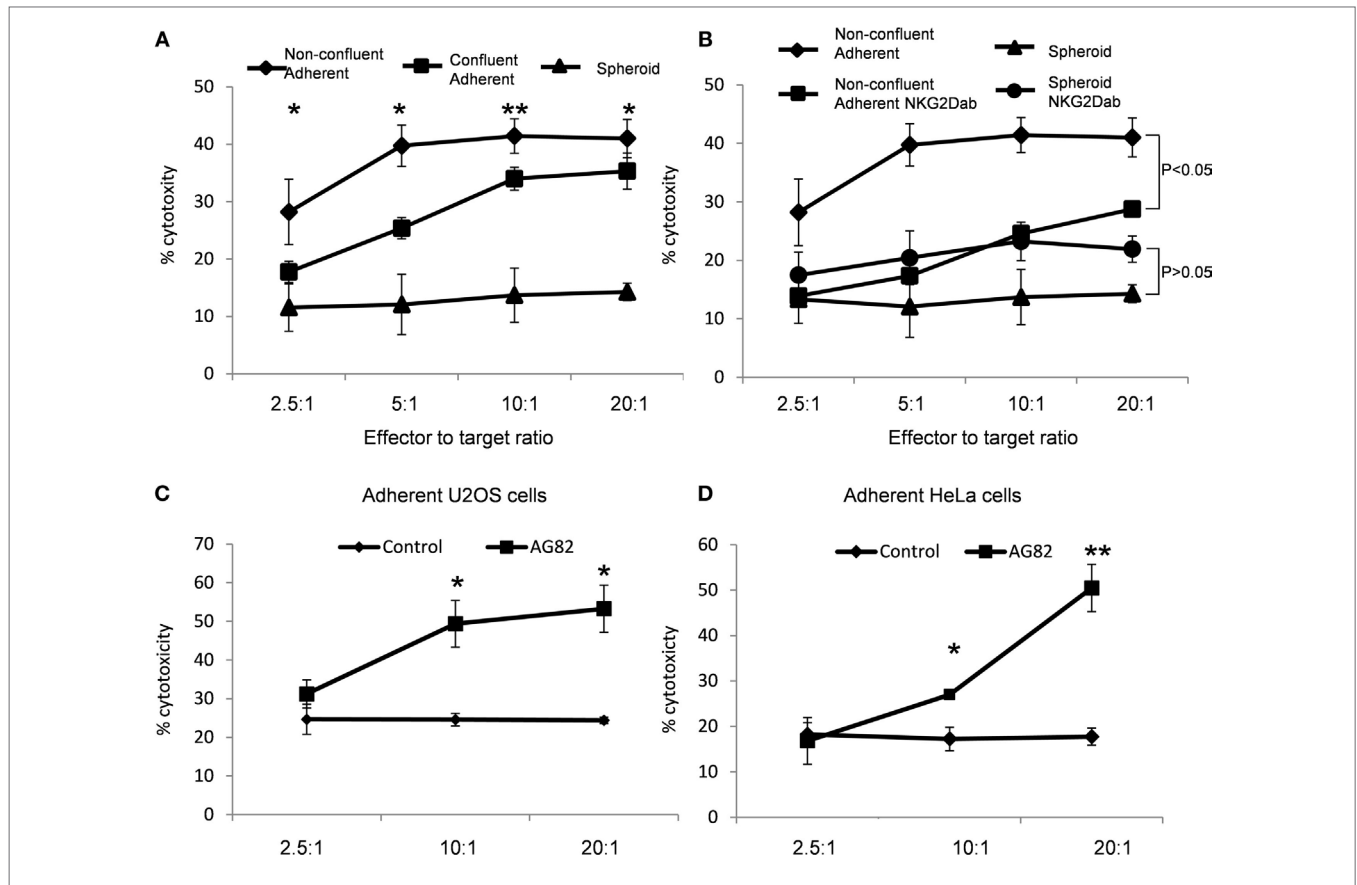 A
Non-confluent
Adherent
Confluent
Adherent
Spheroid
50
40
30
20
10
0
% cytotoxity
* * ** *
2.5:1 5:1 10:1 20:1
Effector to target ratio
B
Non-confluent
Adherent
Spheroid
Non-confluent
Adherent NKG2Dab
Spheroid
NKG2Dab
50
40
30
20
10
0
% cytotoxity
P<0.05
P>0.05
2.5:1 5:1 10:1 20:1
Effector to target ratio
C
Adherent U2OS cells
Control AG82
70
60
50
40
30
20
10
0
% cytotoxicity
* *
2.5:1 10:1 20:1
D
Adherent HeLa cells
Control AG82
60
50
40
30
20
10
0
% cytotoxicty
* **
2.5:1 10:1 20:1